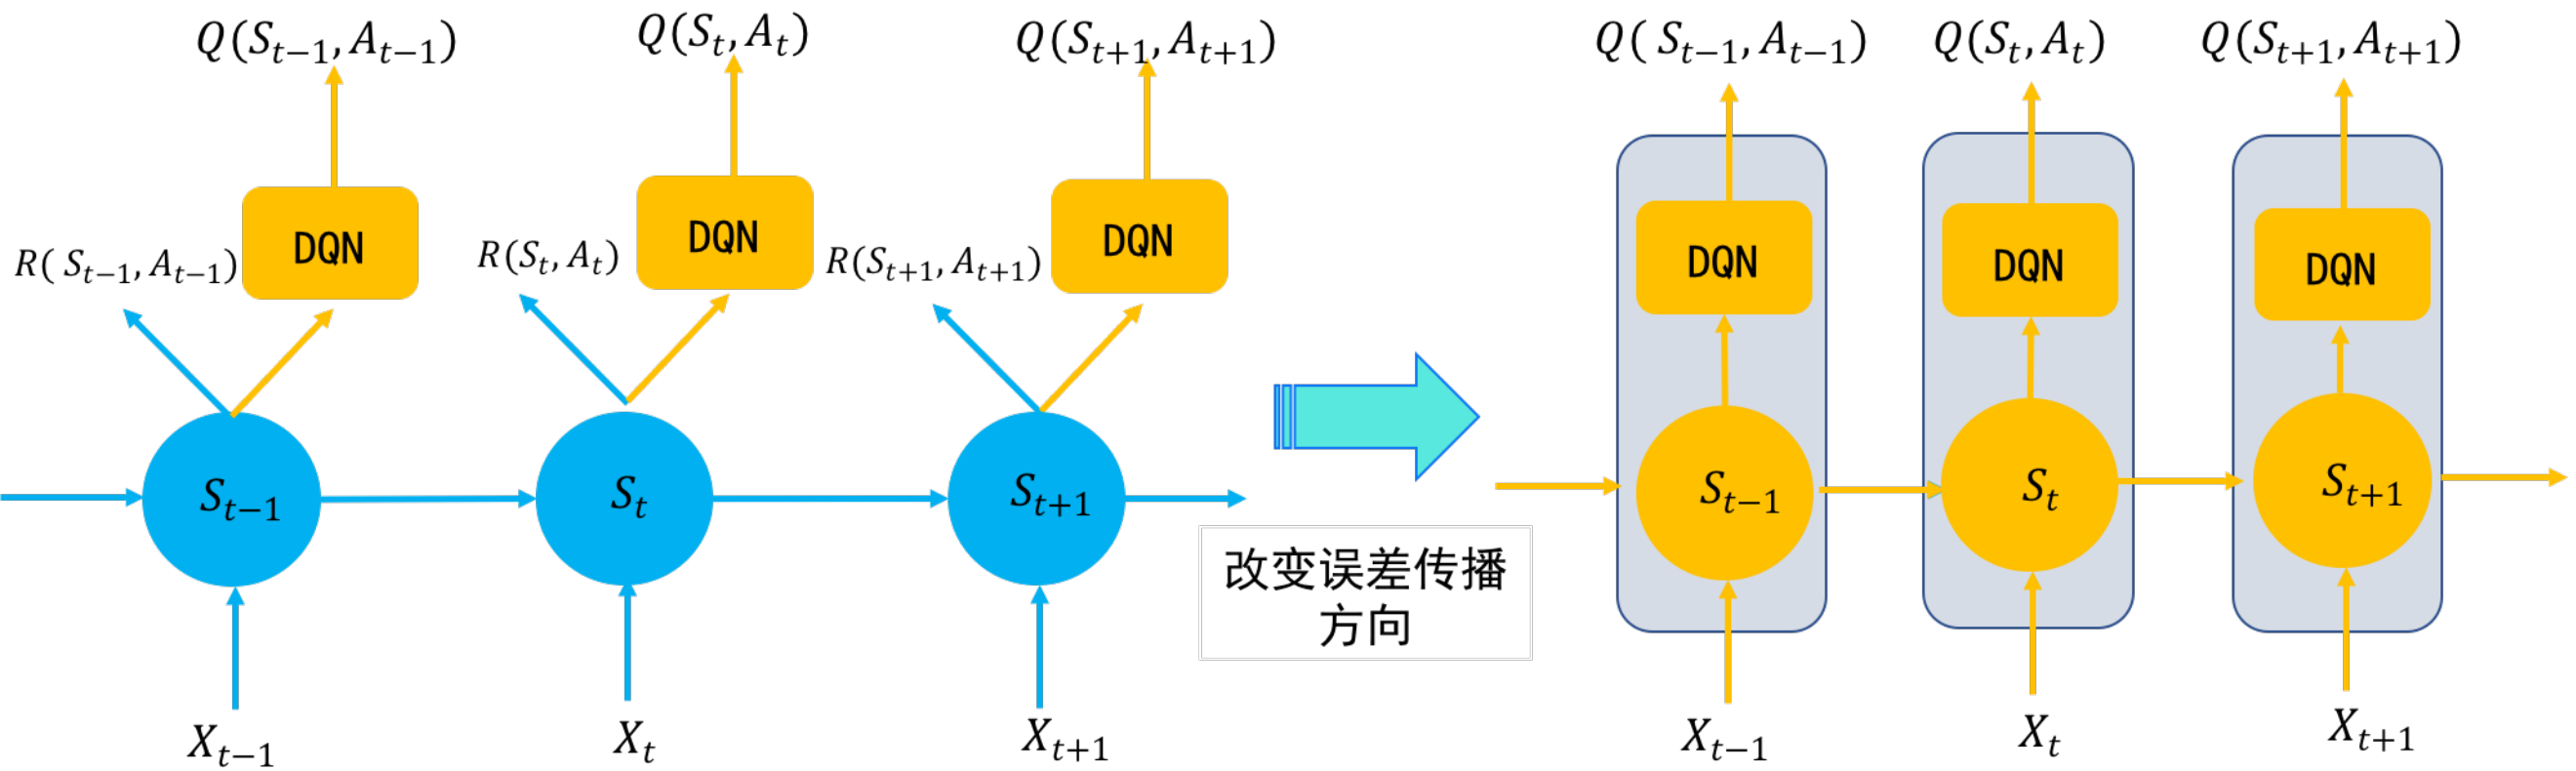 Q(S_{t−1}, A_{t−1})
Q(S_t, A_t)
Q(S_{t+1}, A_{t+1})
DQN
DQN
DQN
R( S_{t−1}, A_{t−1})
R(S_t, A_t)
R(S_{t+1}, A_{t+1})
S_{t−1}
S_t
S_{t+1}
X_{t−1}
X_t
X_{t+1}
改变误差传播
方向
Q( S_{t−1}, A_{t−1})
Q(S_t, A_t)
Q(S_{t+1}, A_{t+1})
DQN
DQN
DQN
S_{t−1}
S_t
S_{t+1}
X_{t−1}
X_t
X_{t+1}